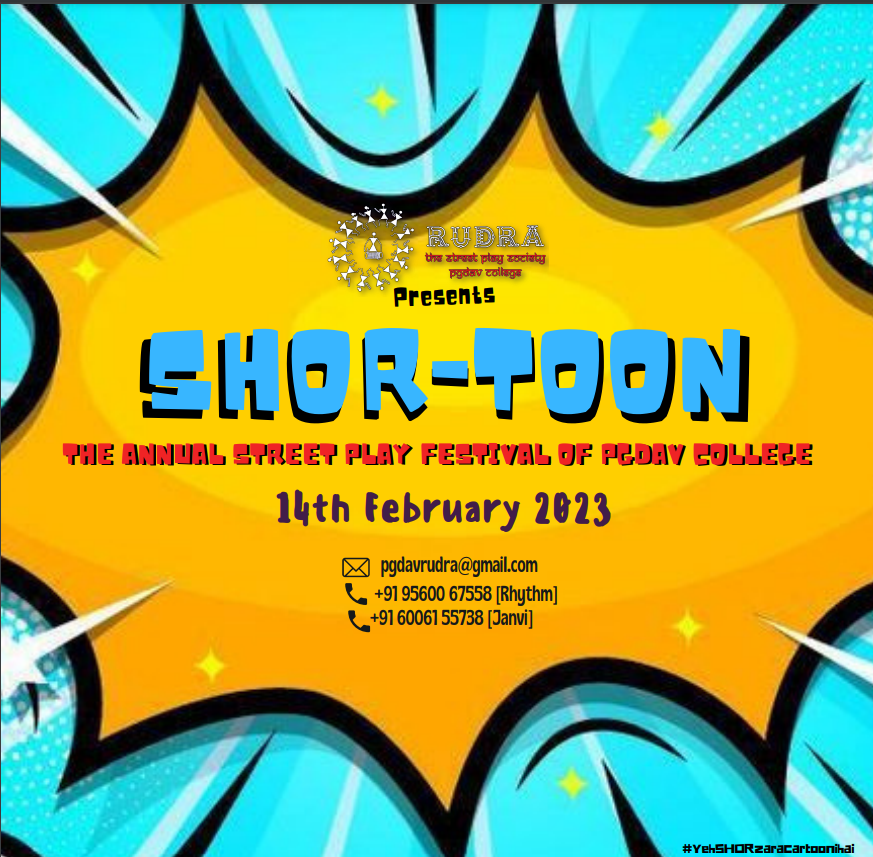 RUDRA
the street play society
pgdav college
Presents
SHOR-TOON
THE ANNUAL STREET PLAY FESTIVAL OF PGDAV COLLEGE
14th February 2023
pgdavrudra@gmail.com
+91 95600 67558 [Rhythm]
+91 60061 55738 [Janvi]
#YehSHORzaracartoonihai